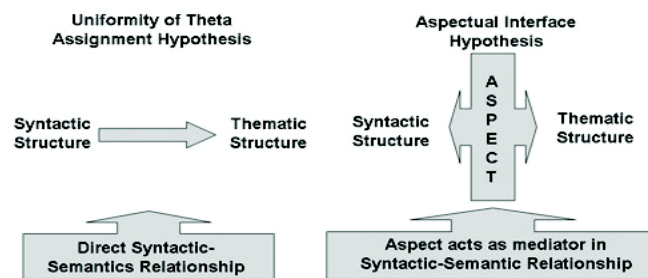 Uniformity of Theta
Assignment Hypothesis
Syntactic
Structure
Thematic
Structure
Direct Syntactic-
Semantics Relationship
Aspectual Interface
Hypothesis
Syntactic
Structure
ASPECT
Thematic
Structure
Aspect acts as mediator in
Syntactic-Semantic Relationship